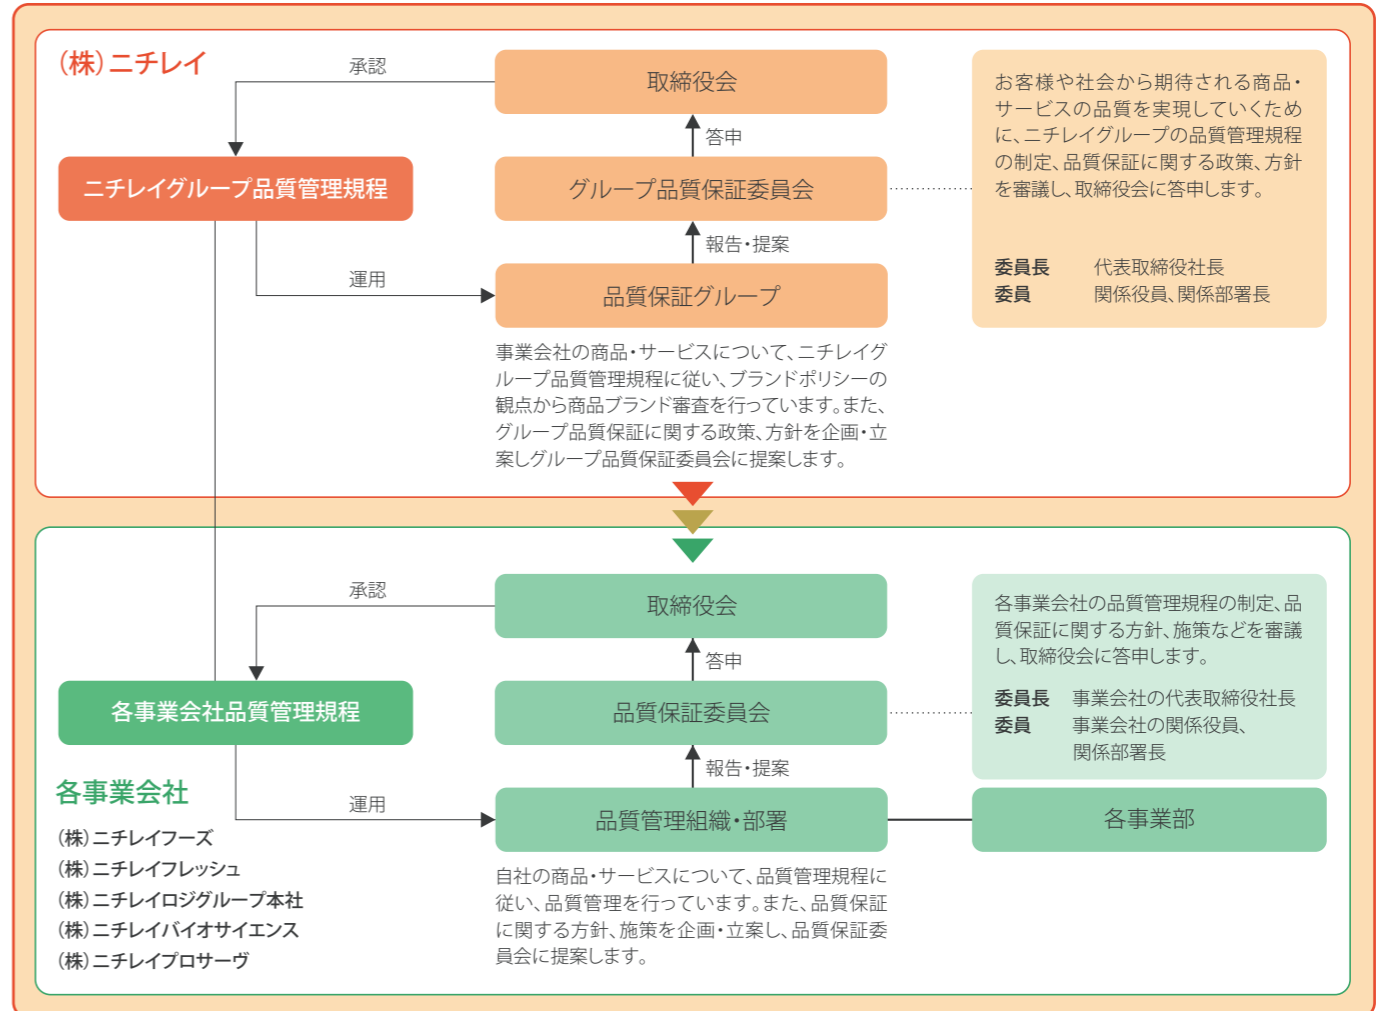 (株)ニチレイ
承認
取締役会
答申
ニチレイグループ品質管理規程
グループ品質保証委員会
報告・提案
運用
品質保証グループ
事業会社の商品・サービスについて、ニチレイグ
ループ品質管理規程に従い、ブランドポリシーの
観点から商品ブランド審査を行っています。また、
グループ品質保証に関する政策、方針を企画・立
案しグループ品質保証委員会に提案します。
お客様や社会から期待される商品・
サービスの品質を実現していくため
に、ニチレイグループの品質管理規程
の制定、品質保証に関する政策、方針
を審議し、取締役会に答申します。
委員長 代表取締役社長
委員 関係役員、関係部署長
承認
取締役会
答申
各事業会社品質管理規程
品質保証委員会
報告・提案
運用
品質管理組織・部署
各事業部
自社の商品・サービスについて、品質管理規程に
従い、品質管理を行っています。また、品質保証
に関する方針、施策を企画・立案し、品質保証委
員会に提案します。
各事業会社の品質管理規程の制定、品
質保証に関する方針、施策などを審議
し、取締役会に答申します。
委員長 事業会社の代表取締役社長
委員 事業会社の関係役員、
関係部署長
各事業会社
(株)ニチレイフーズ
(株)ニチレイフレッシュ
(株)ニチレイロジグループ本社
(株)ニチレイバイオサイエンス
(株)ニチレイプロサーヴ